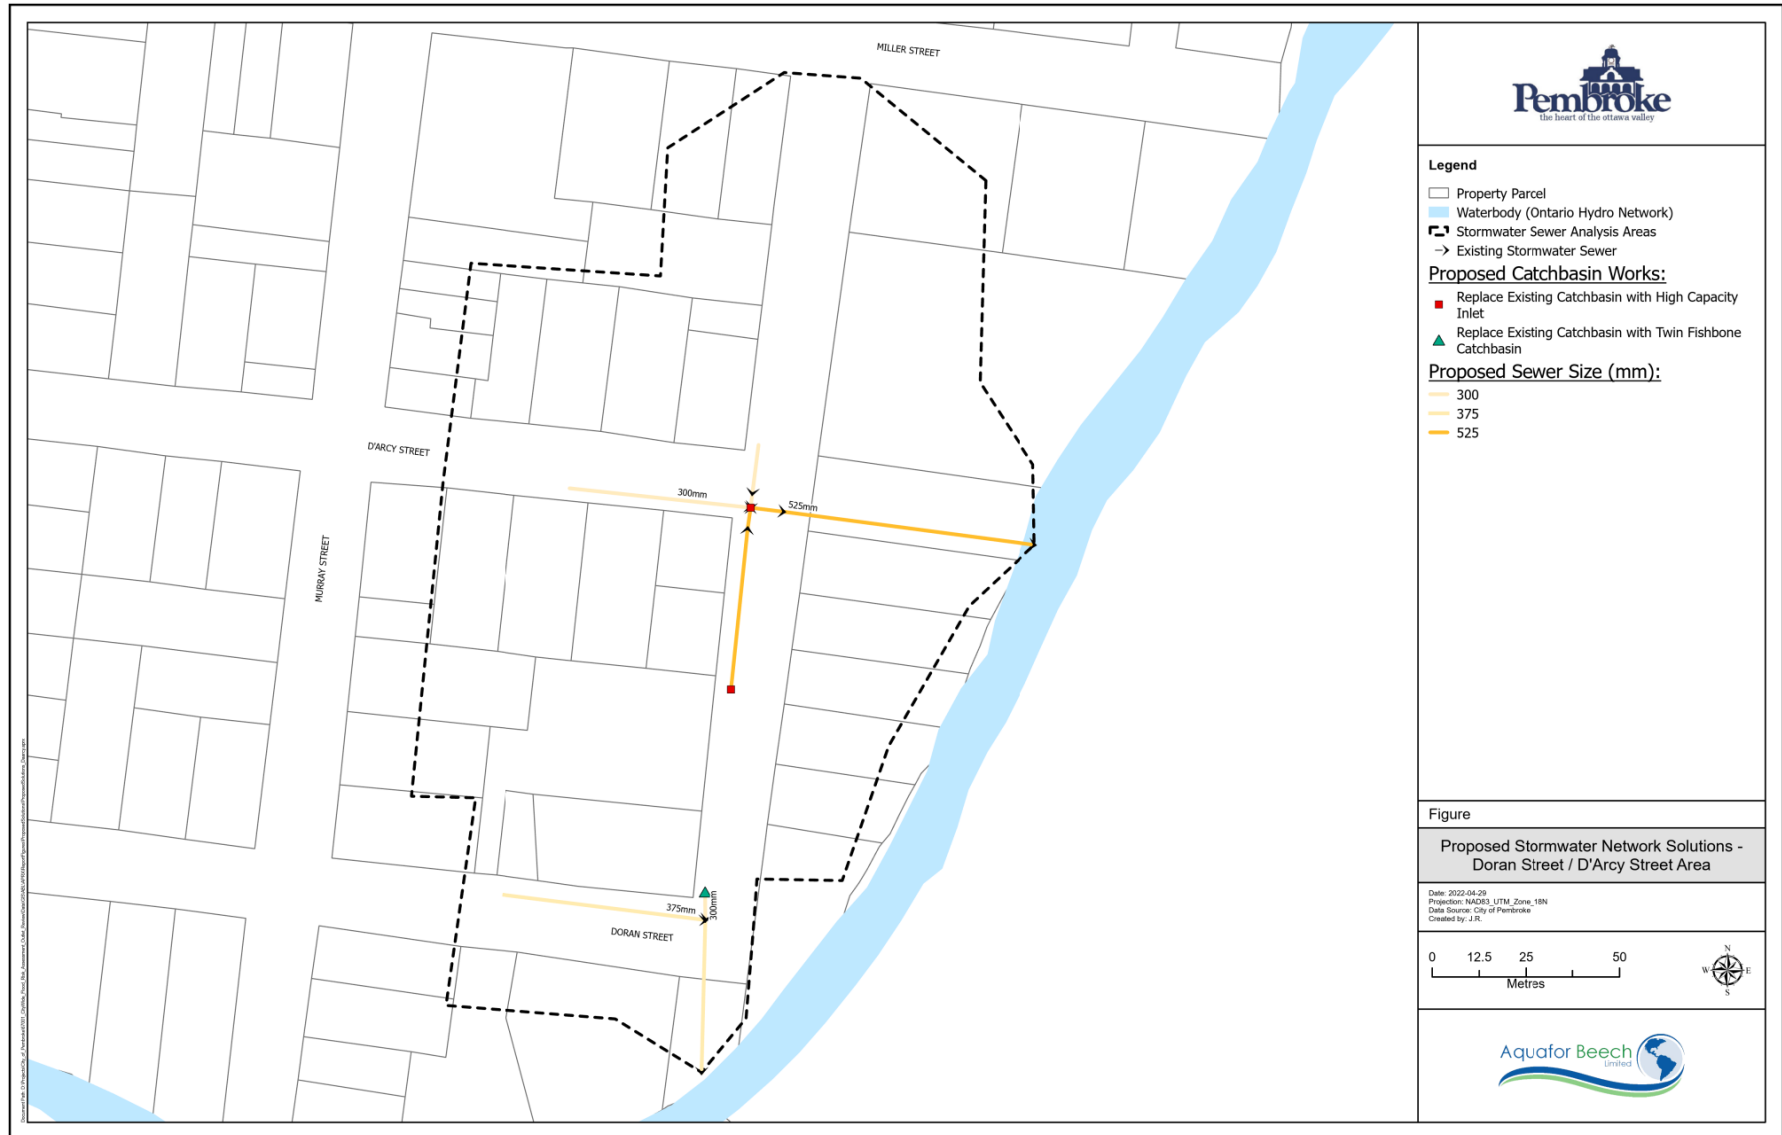 MILLER STREET
D'ARCY STREET
300mm
525mm
MURRAY STREET
375mm
300mm
DORAN STREET
Pembroke
the heart of the ottawa valley
Legend
Property Parcel
Waterbody (Ontario Hydro Network)
Stormwater Sewer Analysis Areas
Existing Stormwater Sewer
Proposed Catchbasin Works:
Replace Existing Catchbasin with High Capacity
Inlet
Replace Existing Catchbasin with Twin Fishbone
Catchbasin
Proposed Sewer Size (mm):
300
375
525
Figure
Proposed Stormwater Network Solutions -
Doran Street / D'Arcy Street Area
Date: 2022-04-29
Projection: NAD83_UTM_Zone_18N
Data Source: City of Pembroke
Created by: J.R.
0 12.5 25 50
Metres
N
W E
S
Aquafor Beech
Limited